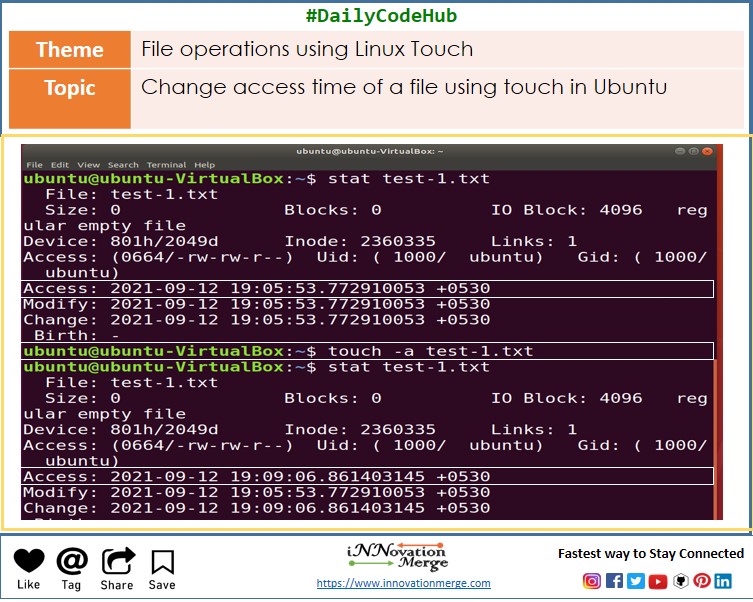 #DailyCodeHub
Theme
File operations using Linux Touch
Topic
Change access time of a file using touch in Ubuntu
ubuntu@ubuntu-VirtualBox: ~
File Edit View Search Terminal Help
ubuntu@ubuntu-VirtualBox:~$ stat test-1.txt
File: test-1.txt
Size: 0 Blocks: 0 IO Block: 4096 reg
ular empty file
Device: 801h/2049d Inode: 2360335 Links: 1
Access: (0664/-rw-rw-r--) Uid: ( 1000/ ubuntu) Gid: ( 1000/
ubuntu)
Access: 2021-09-12 19:05:53.772910053 +0530
Modify: 2021-09-12 19:05:53.772910053 +0530
Change: 2021-09-12 19:05:53.772910053 +0530
Birth: -
ubuntu@ubuntu-VirtualBox:~$ touch -a test-1.txt
ubuntu@ubuntu-VirtualBox:~$ stat test-1.txt
File: test-1.txt
Size: 0 Blocks: 0 IO Block: 4096 reg
ular empty file
Device: 801h/2049d Inode: 2360335 Links: 1
Access: (0664/-rw-rw-r--) Uid: ( 1000/ ubuntu) Gid: ( 1000/
ubuntu)
Access: 2021-09-12 19:09:06.861403145 +0530
Modify: 2021-09-12 19:05:53.772910053 +0530
Change: 2021-09-12 19:09:06.861403145 +0530
Like
Tag
Share
Save
iNNovation
Merge
https://www.innovationmerge.com
Fastest way to Stay Connected